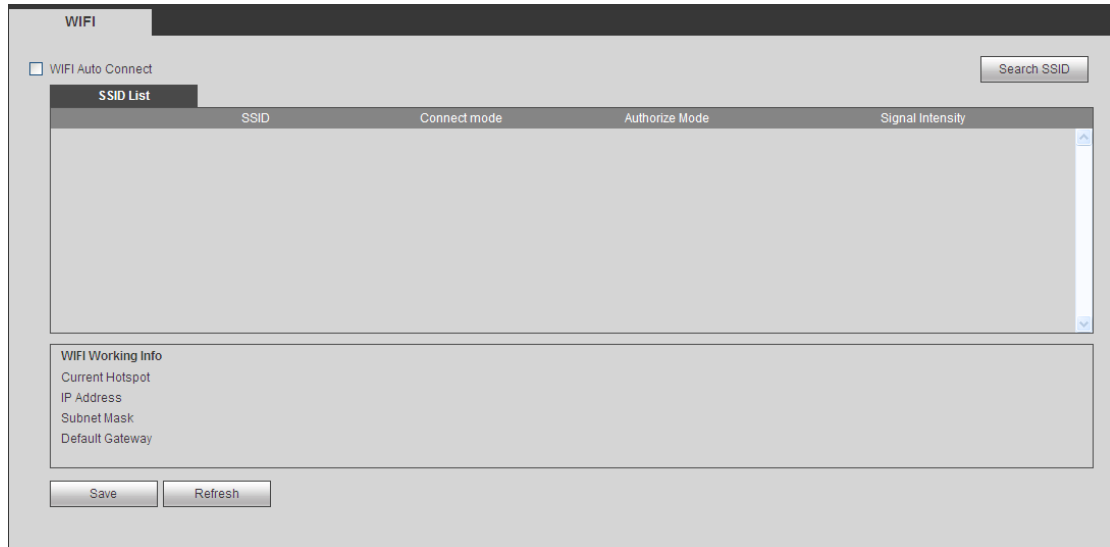 WIFI
WIFI Auto Connect Search SSID
SSID List
SSID Connect mode Authorize Mode Signal Intensity
WIFI Working Info
Current Hotspot
IP Address
Subnet Mask
Default Gateway
Save Refresh